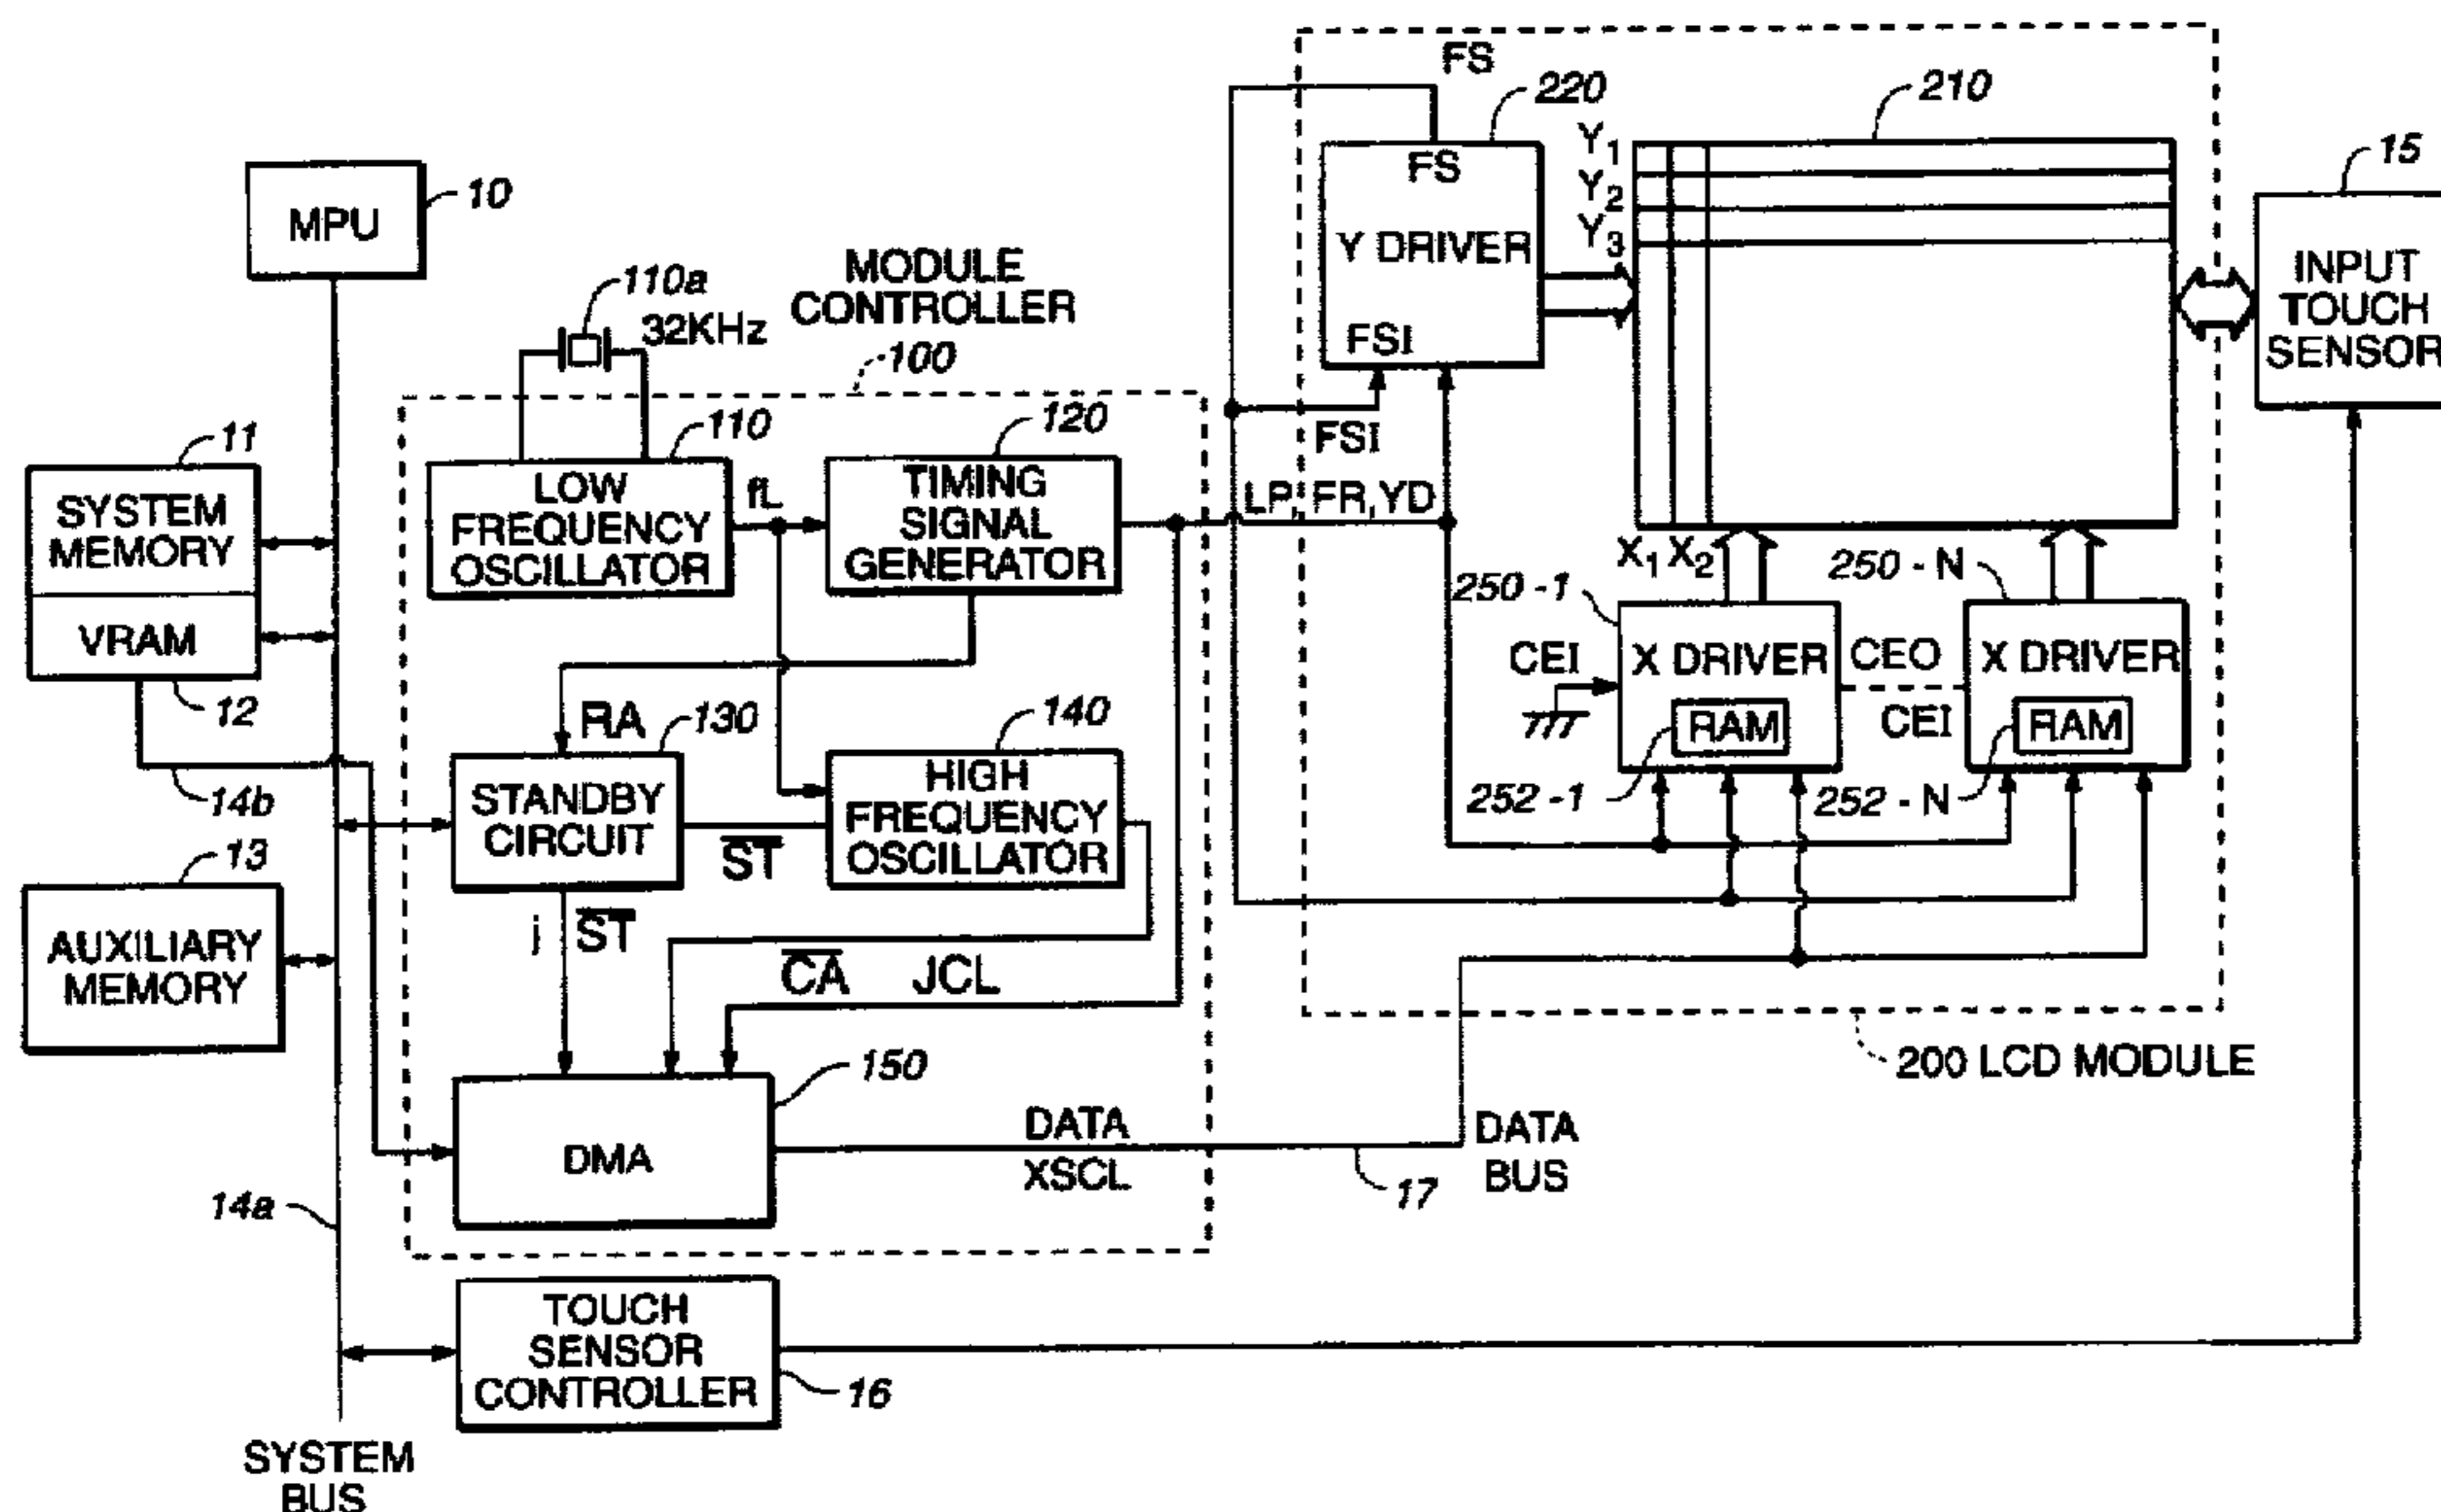 FS
220
210
FS
Y DRIVER
FSI
Y1
Y2
Y3
15
INPUT
TOUCH
SENSOR
MPU
10
110a
32KHz
MODULE
CONTROLLER
100
11
SYSTEM
MEMORY
VRAM
12
110
LOW
FREQUENCY
OSCILLATOR
fL
120
TIMING
SIGNAL
GENERATOR
FSI
LP, FR, YD
X1 X2
250 - 1
250 - N
CEI
X DRIVER
RAM
CEO
CEI
X DRIVER
RAM
252 - 1
252 - N
14b
RA
130
STANDBY
CIRCUIT
S̅T̅
140
HIGH
FREQUENCY
OSCILLATOR
13
AUXILIARY
MEMORY
j S̅T̅
C̅A̅ JCL
150
DMA
DATA
XSCL
17
DATA
BUS
200 LCD MODULE
14a
TOUCH
SENSOR
CONTROLLER
16
SYSTEM
BUS